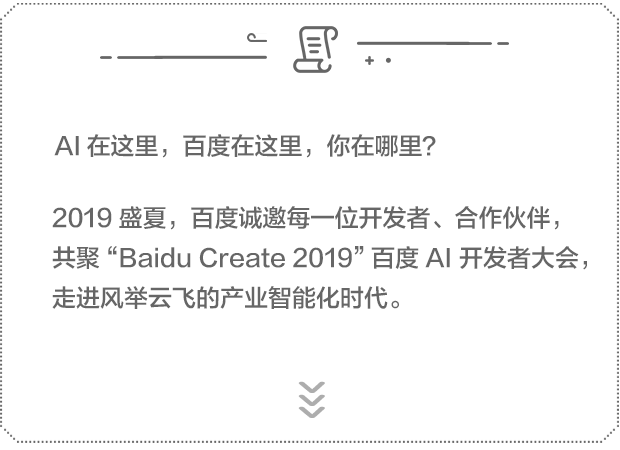 AI 在这里，百度在这里，你在哪里？
2019 盛夏，百度诚邀每一位开发者、合作伙伴，
共聚 “Baidu Create 2019” 百度 AI 开发者大会，
走进风举云飞的产业智能化时代。